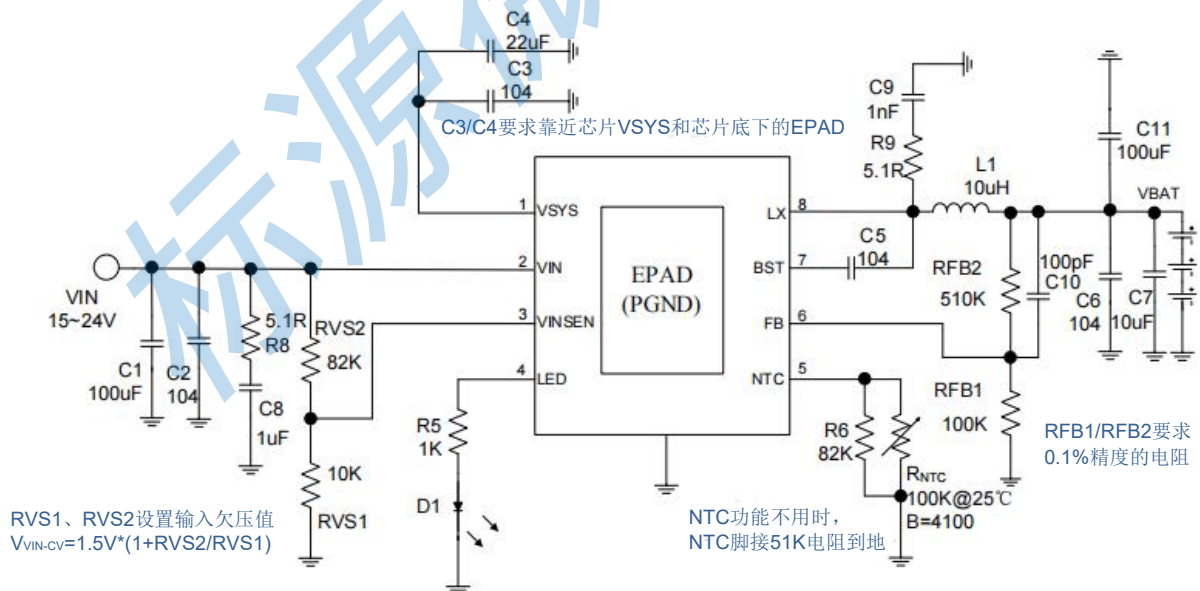 C4
22uF
C3
104
C3/C4要求靠近芯片VSYS和芯片底下的EPAD
C9
1nF
R9
5.1R
C11
100uF
L1
10uH
VBAT
1
VSYS
LX
8
C5
104
2
VIN
BST
7
EPAD
(PGND)
RFB2
510K
100pF
C10
C6
104
C7
10uF
VIN
15~24V
3
VINSEN
FB
6
5.1R
R8
RVS2
82K
C1
100uF
C2
104
4
LED
NTC
5
C8
1uF
R5
1K
R6
82K
RFB1
100K
RFB1/RFB2要求
0.1%精度的电阻
RNTC
100K@25℃
B=4100
10K
RVS1
D1
RVS1、RVS2设置输入欠压值
VVIN-CV=1.5V*(1+RVS2/RVS1)
NTC功能不用时，
NTC脚接51K电阻到地
标源微